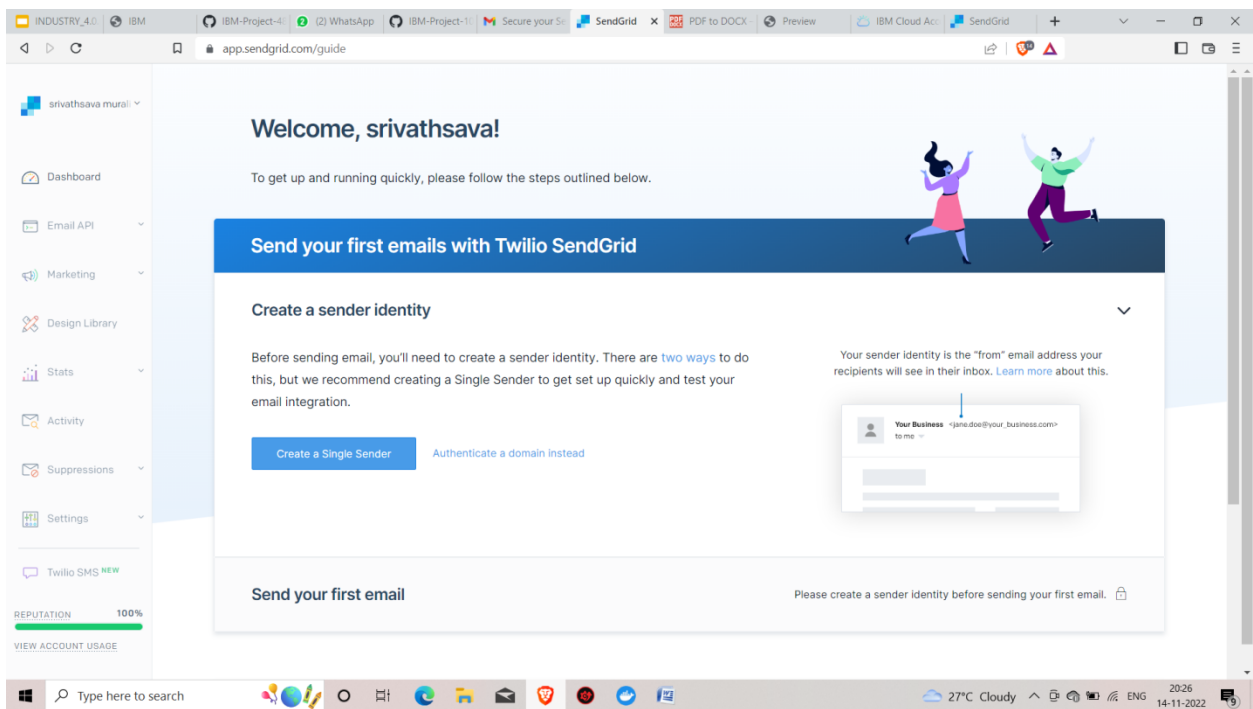 INDUSTRY_4.0
IBM
IBM-Project-4
(2) WhatsApp
IBM-Project-1
Secure your Se
SendGrid
PDF to DOCX
Preview
IBM Cloud Acc
SendGrid
app.sendgrid.com/guide
srivathsava murali
Dashboard
Email API
Marketing
Design Library
Stats
Activity
Suppressions
Settings
Twilio SMS NEW
REPUTATION 100%
VIEW ACCOUNT USAGE
Welcome, srivathsava!
To get up and running quickly, please follow the steps outlined below.
Send your first emails with Twilio SendGrid
Create a sender identity
Before sending email, you'll need to create a sender identity. There are two ways to do
this, but we recommend creating a Single Sender to get set up quickly and test your
email integration.
Create a Single Sender
Authenticate a domain instead
Your sender identity is the "from" email address your
recipients will see in their inbox. Learn more about this.
Your Business <jane.doe@your_business.com>
to me
Send your first email
Please create a sender identity before sending your first email.
Type here to search
27°C Cloudy
ENG
20:26
14-11-2022
9